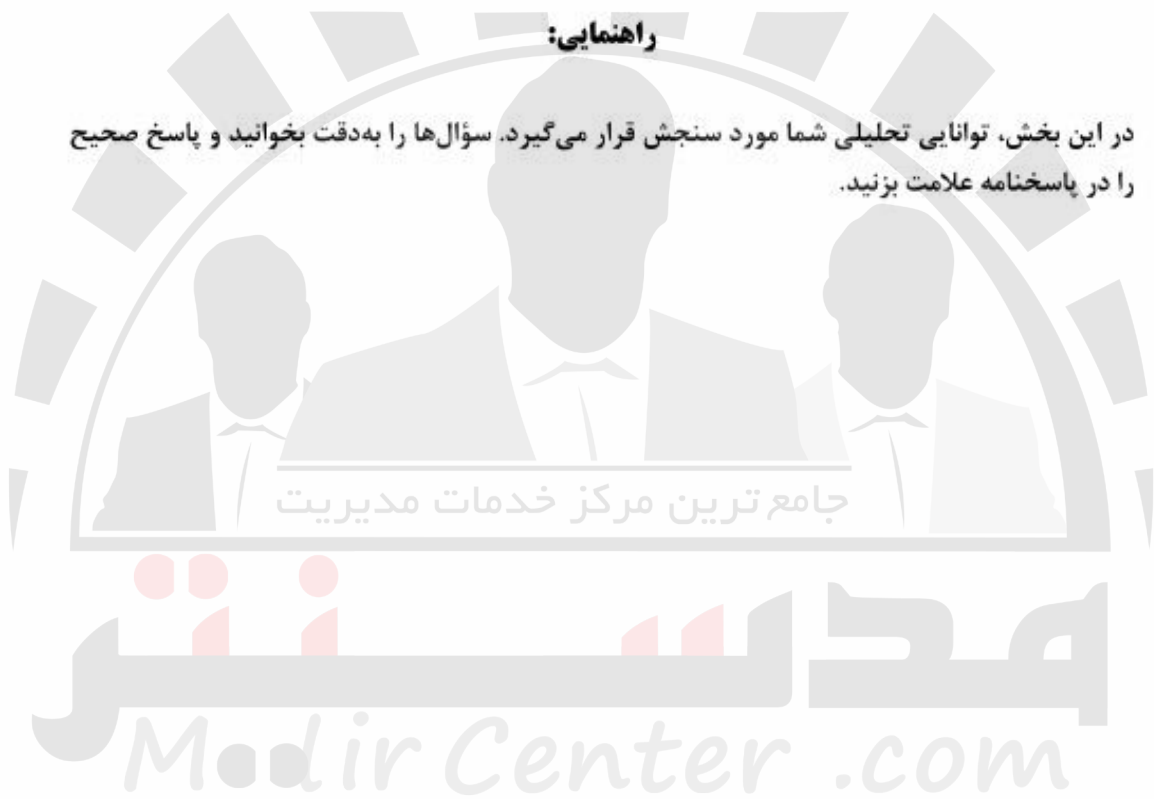 راهنمایی:
در این بخش، توانایی تحلیلی شما مورد سنجش قرار می‌گیرد. سؤال‌ها را به‌دقت بخوانید و پاسخ صحیح
را در پاسخنامه علامت بزنید.
جامع ترین مرکز خدمات مدیریت
مدیر سنتر
Modir Center .com